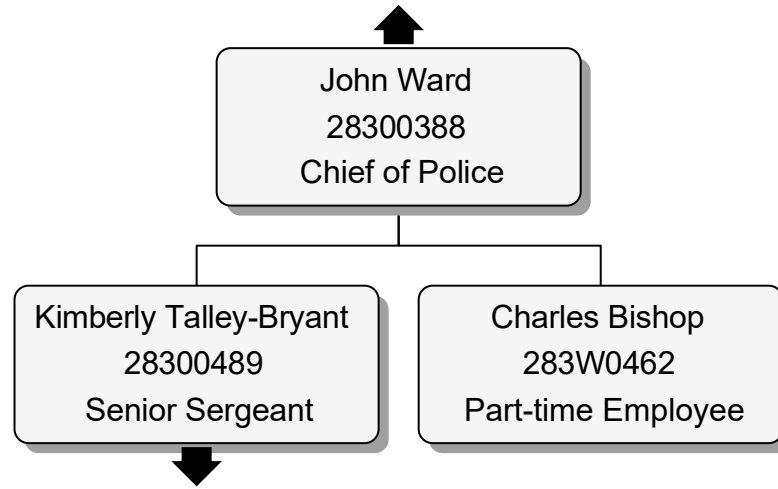 John Ward
28300388
Chief of Police
Kimberly Talley-Bryant
28300489
Senior Sergeant
Charles Bishop
283W0462
Part-time Employee